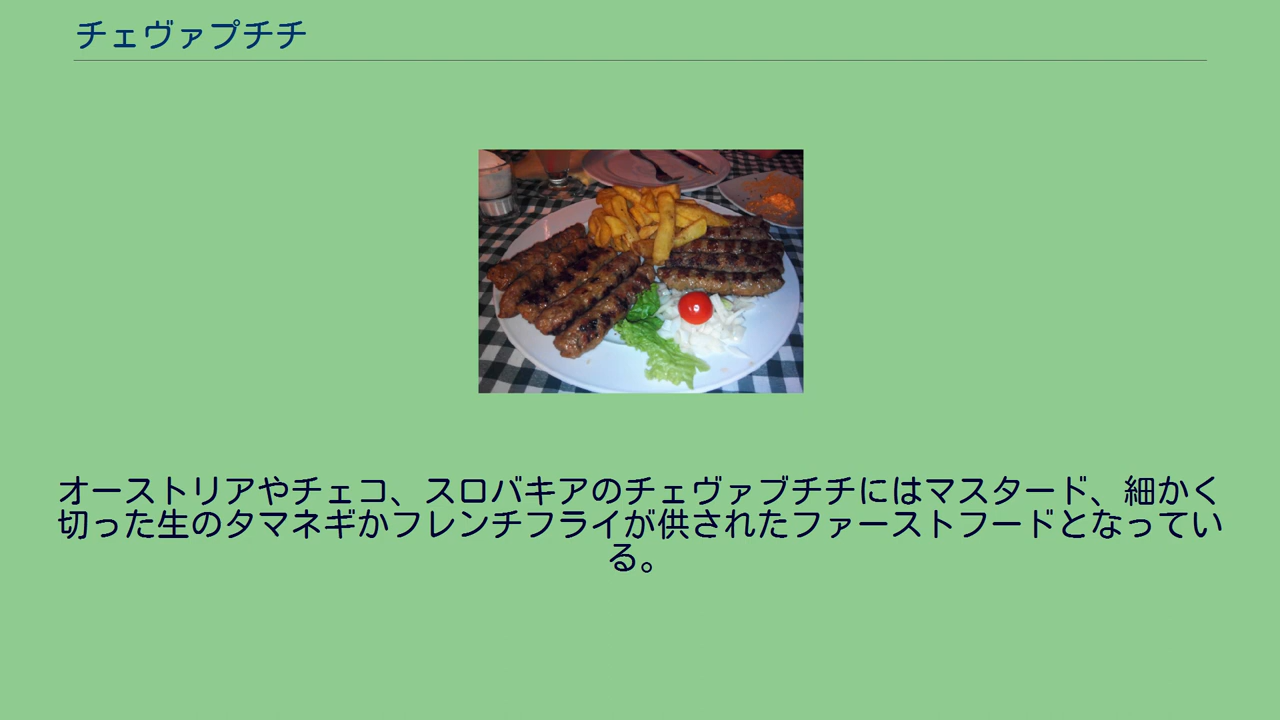 チェヴァプチチ
オーストリアやチェコ、スロバキアのチェヴァブチチにはマスタード、細かく
切った生のタマネギかフレンチフライが供されたファーストフードとなってい
る。